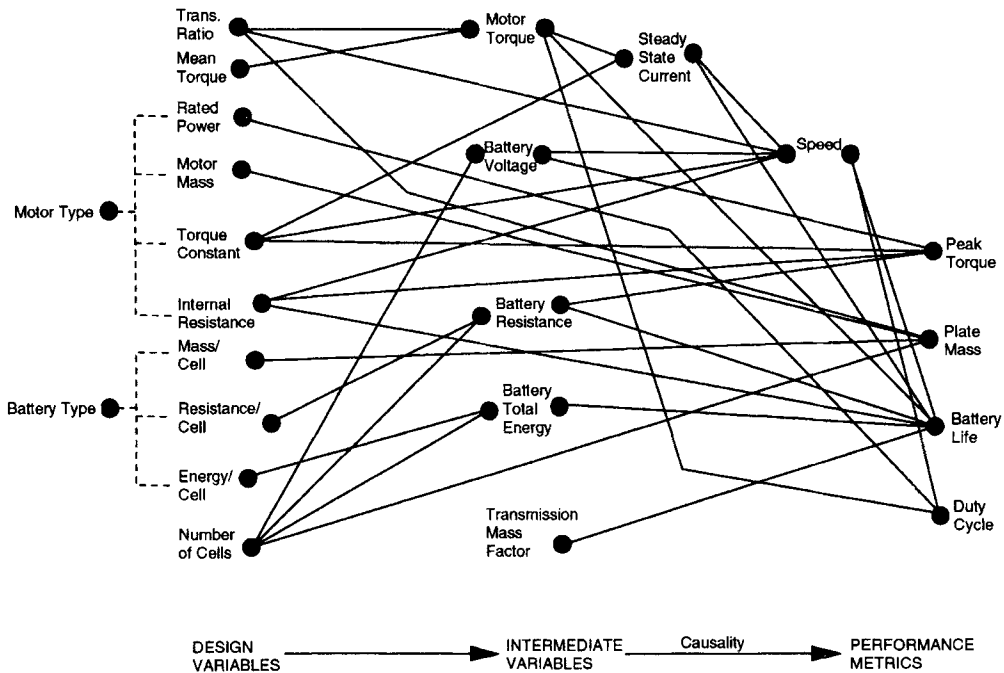 Trans.
Ratio
Mean
Torque
Rated
Power
Motor
Mass
Motor Type
Torque
Constant
Internal
Resistance
Mass/
Cell
Battery Type
Resistance/
Cell
Energy/
Cell
Number
of Cells
Motor
Torque
Steady
State
Current
Battery
Voltage
Speed
Battery
Resistance
Battery
Total
Energy
Transmission
Mass
Factor
Peak
Torque
Plate
Mass
Battery
Life
Duty
Cycle
DESIGN
VARIABLES
INTERMEDIATE
VARIABLES
Causality
PERFORMANCE
METRICS